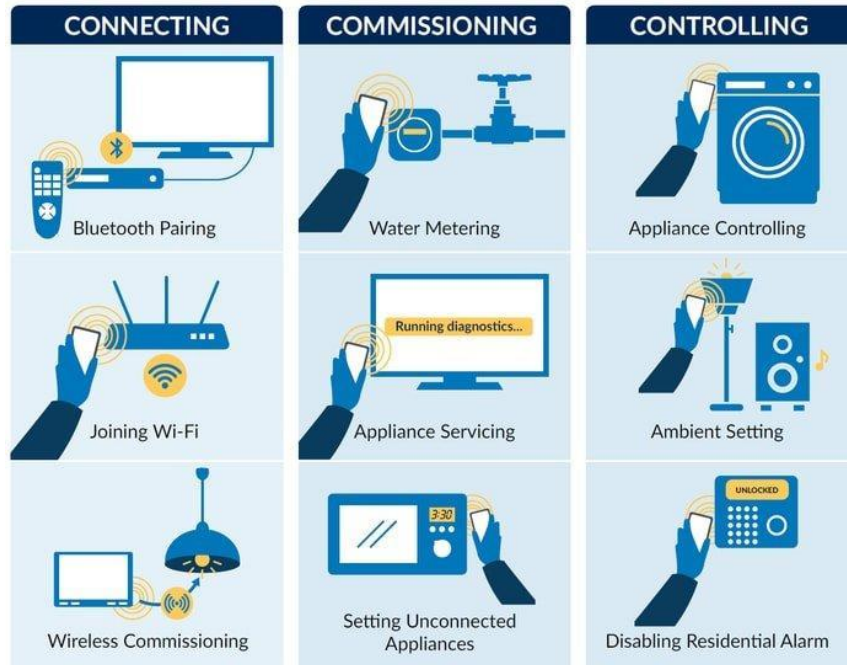 CONNECTING
Bluetooth Pairing
Joining Wi-Fi
Wireless Commissioning
COMMISSIONING
Water Metering
Running diagnostics...
Appliance Servicing
3:30
Setting Unconnected
Appliances
CONTROLLING
Appliance Controlling
Ambient Setting
UNLOCKED
Disabling Residential Alarm